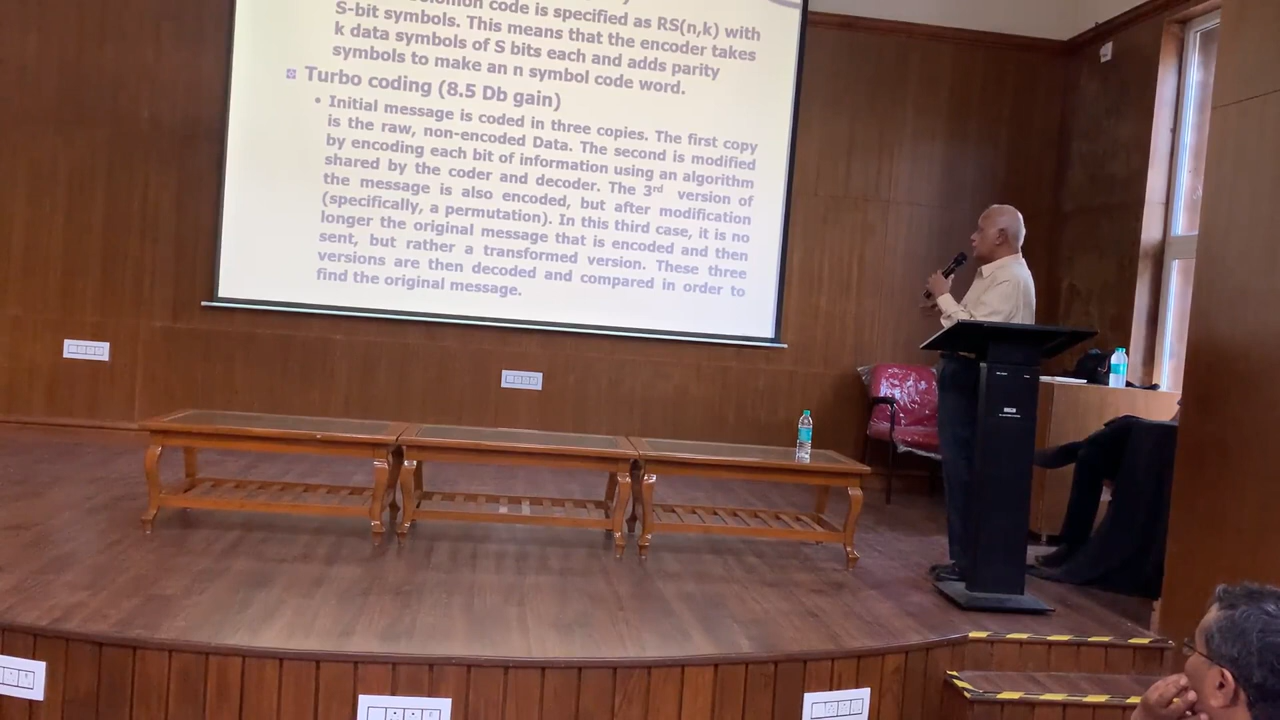 code is specified as RS(n,k) with
S-bit symbols. This means that the encoder takes
k data symbols of S bits each and adds parity
symbols to make an n symbol code word.
Turbo coding (8.5 Db gain)
• Initial message is coded in three copies. The first copy
is the raw, non-encoded Data. The second is modified
by encoding each bit of information using an algorithm
shared by the coder and decoder. The 3rd version of
the message is also encoded, but after modification
(specifically, a permutation). In this third case, it is no
longer the original message that is encoded and then
sent, but rather a transformed version. These three
versions are then decoded and compared in order to
find the original message.